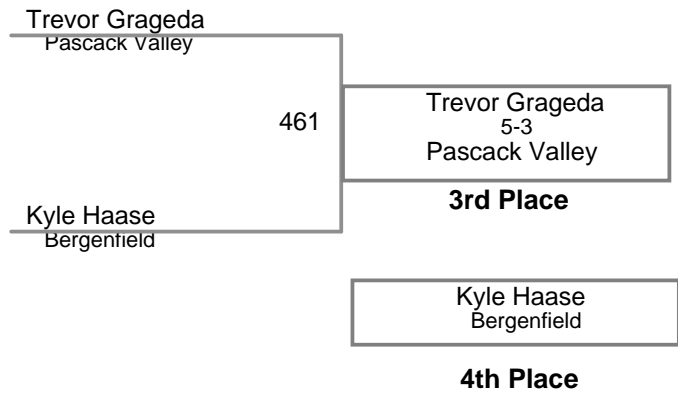 Trevor Grageda
Pascack Valley
461
Trevor Grageda
5-3
Pascack Valley
3rd Place
Kyle Haase
Bergenfield
Kyle Haase
Bergenfield
4th Place